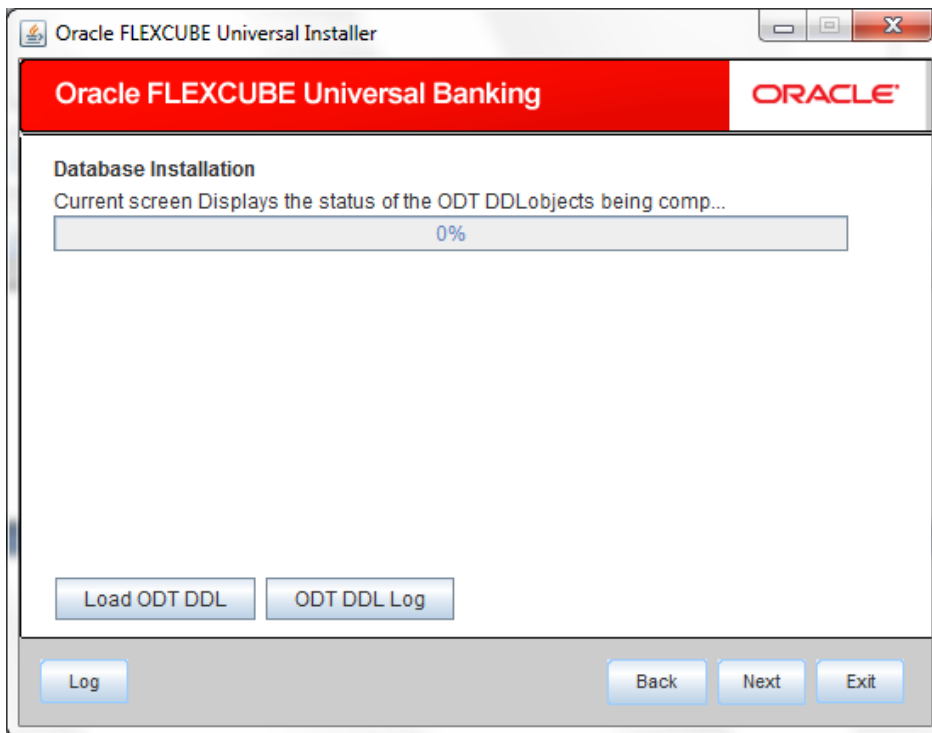 Oracle FLEXCUBE Universal Installer
Oracle FLEXCUBE Universal Banking
ORACLE
Database Installation
Current screen Displays the status of the ODT DDLobjects being comp...
0%
Load ODT DDL ODT DDL Log
Log Back Next Exit